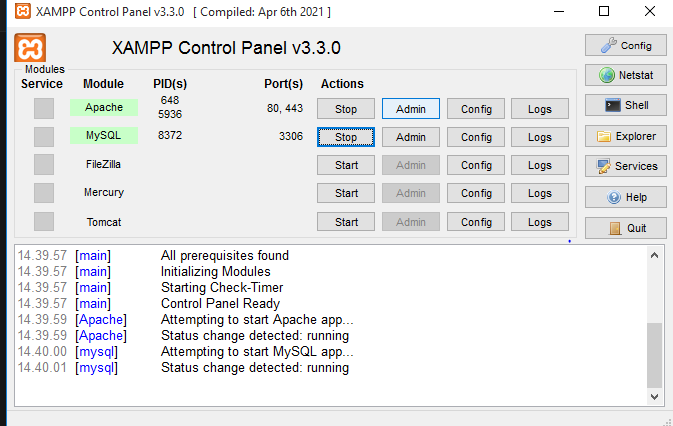 XAMPP Control Panel v3.3.0 [ Compiled: Apr 6th 2021 ]
XAMPP Control Panel v3.3.0
Config
Modules
Service Module PID(s) Port(s) Actions
Netstat
Apache 648 5936 80, 443 Stop Admin Config Logs
Shell
MySQL 8372 3306 Stop Admin Config Logs
Explorer
FileZilla Start Admin Config Logs
Services
Mercury Start Admin Config Logs
Help
Tomcat Start Admin Config Logs
Quit
14.39.57 [main] All prerequisites found
14.39.57 [main] Initializing Modules
14.39.57 [main] Starting Check-Timer
14.39.57 [main] Control Panel Ready
14.39.59 [Apache] Attempting to start Apache app...
14.39.59 [Apache] Status change detected: running
14.40.00 [mysql] Attempting to start MySQL app...
14.40.01 [mysql] Status change detected: running